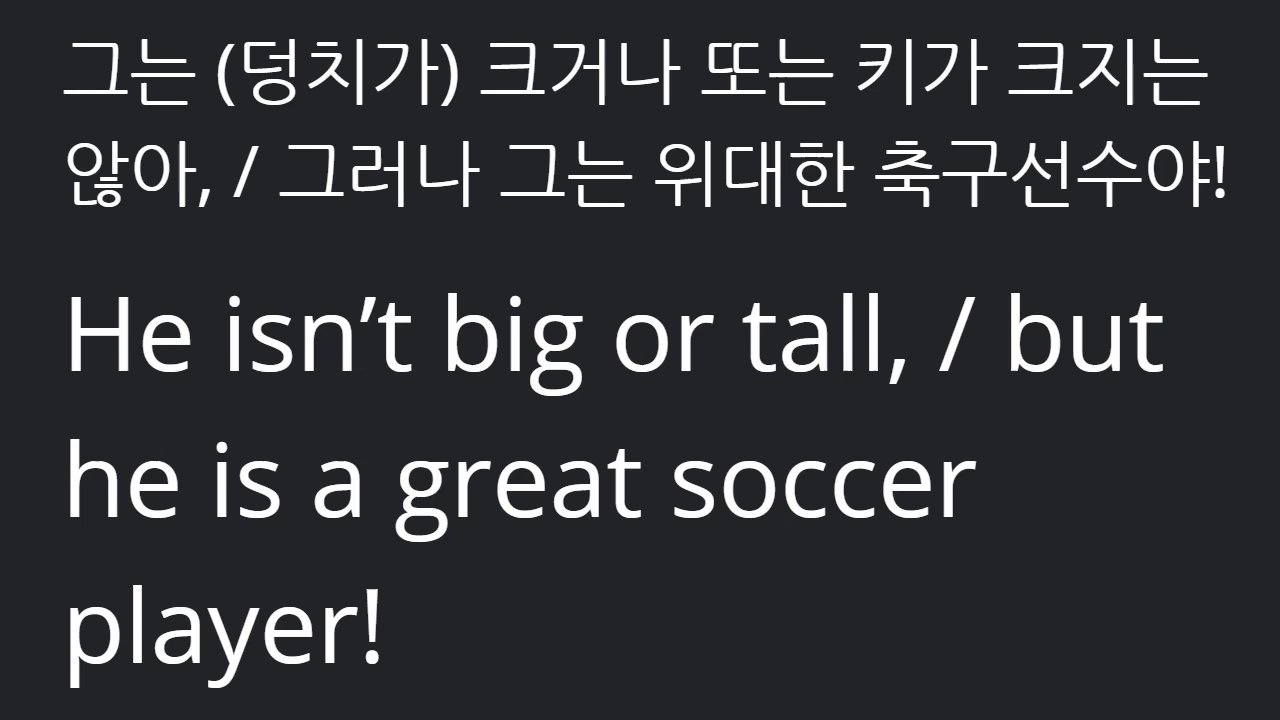 그는 (덩치가) 크거나 또는 키가 크지는
않아, / 그러나 그는 위대한 축구선수야!
He isn’t big or tall, / but
he is a great soccer
player!